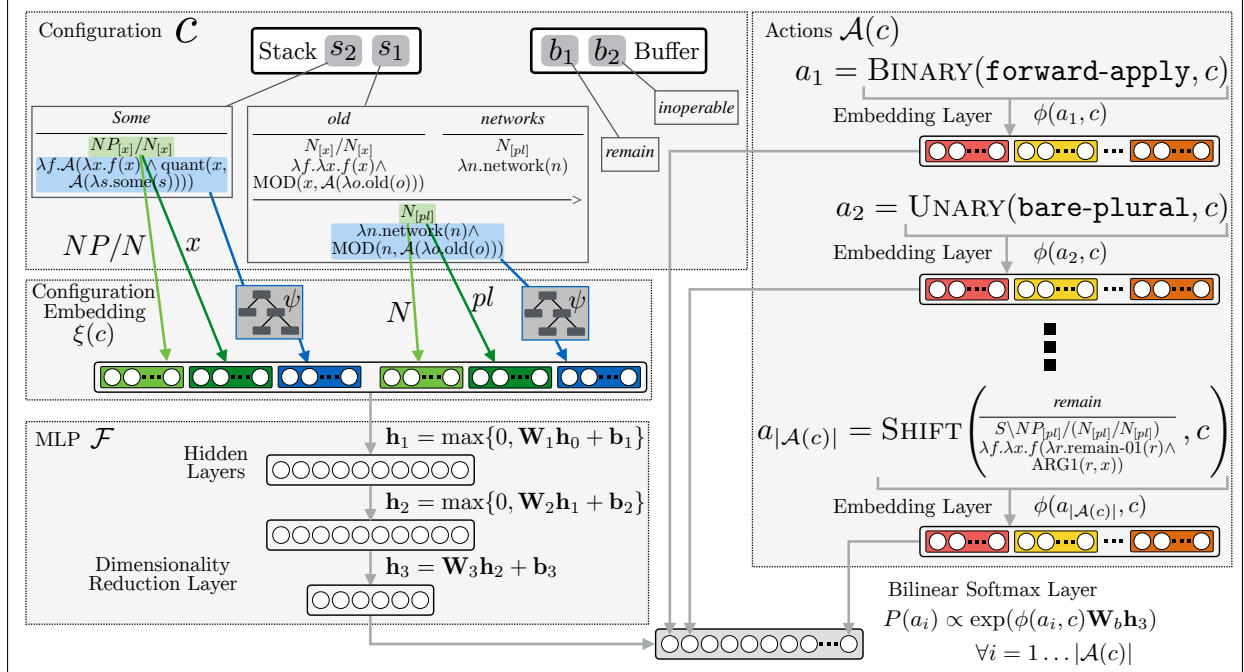 Configuration c
Stack s₂ s₁
b₁ b₂ Buffer
inoperable
remain
Some
NP[x]/N[x]
λf.𝒜(λx.f(x) ∧ quant(x,
𝒜(λs.some(s))))
old
N[x]/N[x]
λf.λx.f(x)∧
MOD(x, 𝒜(λo.old(o)))
networks
N[pl]
λn.network(n)
>
N[pl]
λn.network(n)∧
MOD(n, 𝒜(λo.old(o)))
NP/N
x
N
pl
Configuration
Embedding
ξ(c)
ψ
ψ
MLP ℱ
Hidden
Layers
h₁ = max{0, W₁h₀ + b₁}
h₂ = max{0, W₂h₁ + b₂}
Dimensionality
Reduction Layer
h₃ = W₃h₂ + b₃
Actions 𝒜(c)
a₁ = BINARY(forward-apply, c)
Embedding Layer ϕ(a₁, c)
a₂ = UNARY(bare-plural, c)
Embedding Layer ϕ(a₂, c)
remain
a|𝒜(c)| = SHIFT( S\NP[pl]/(N[pl]/N[pl]) , c)
λf.λx.f(λr.remain-01(r)∧
ARG1(r, x))
Embedding Layer ϕ(a|𝒜(c)|, c)
Bilinear Softmax Layer
P(aᵢ) ∝ exp(ϕ(aᵢ, c)W_b h₃)
∀i = 1 … |𝒜(c)|